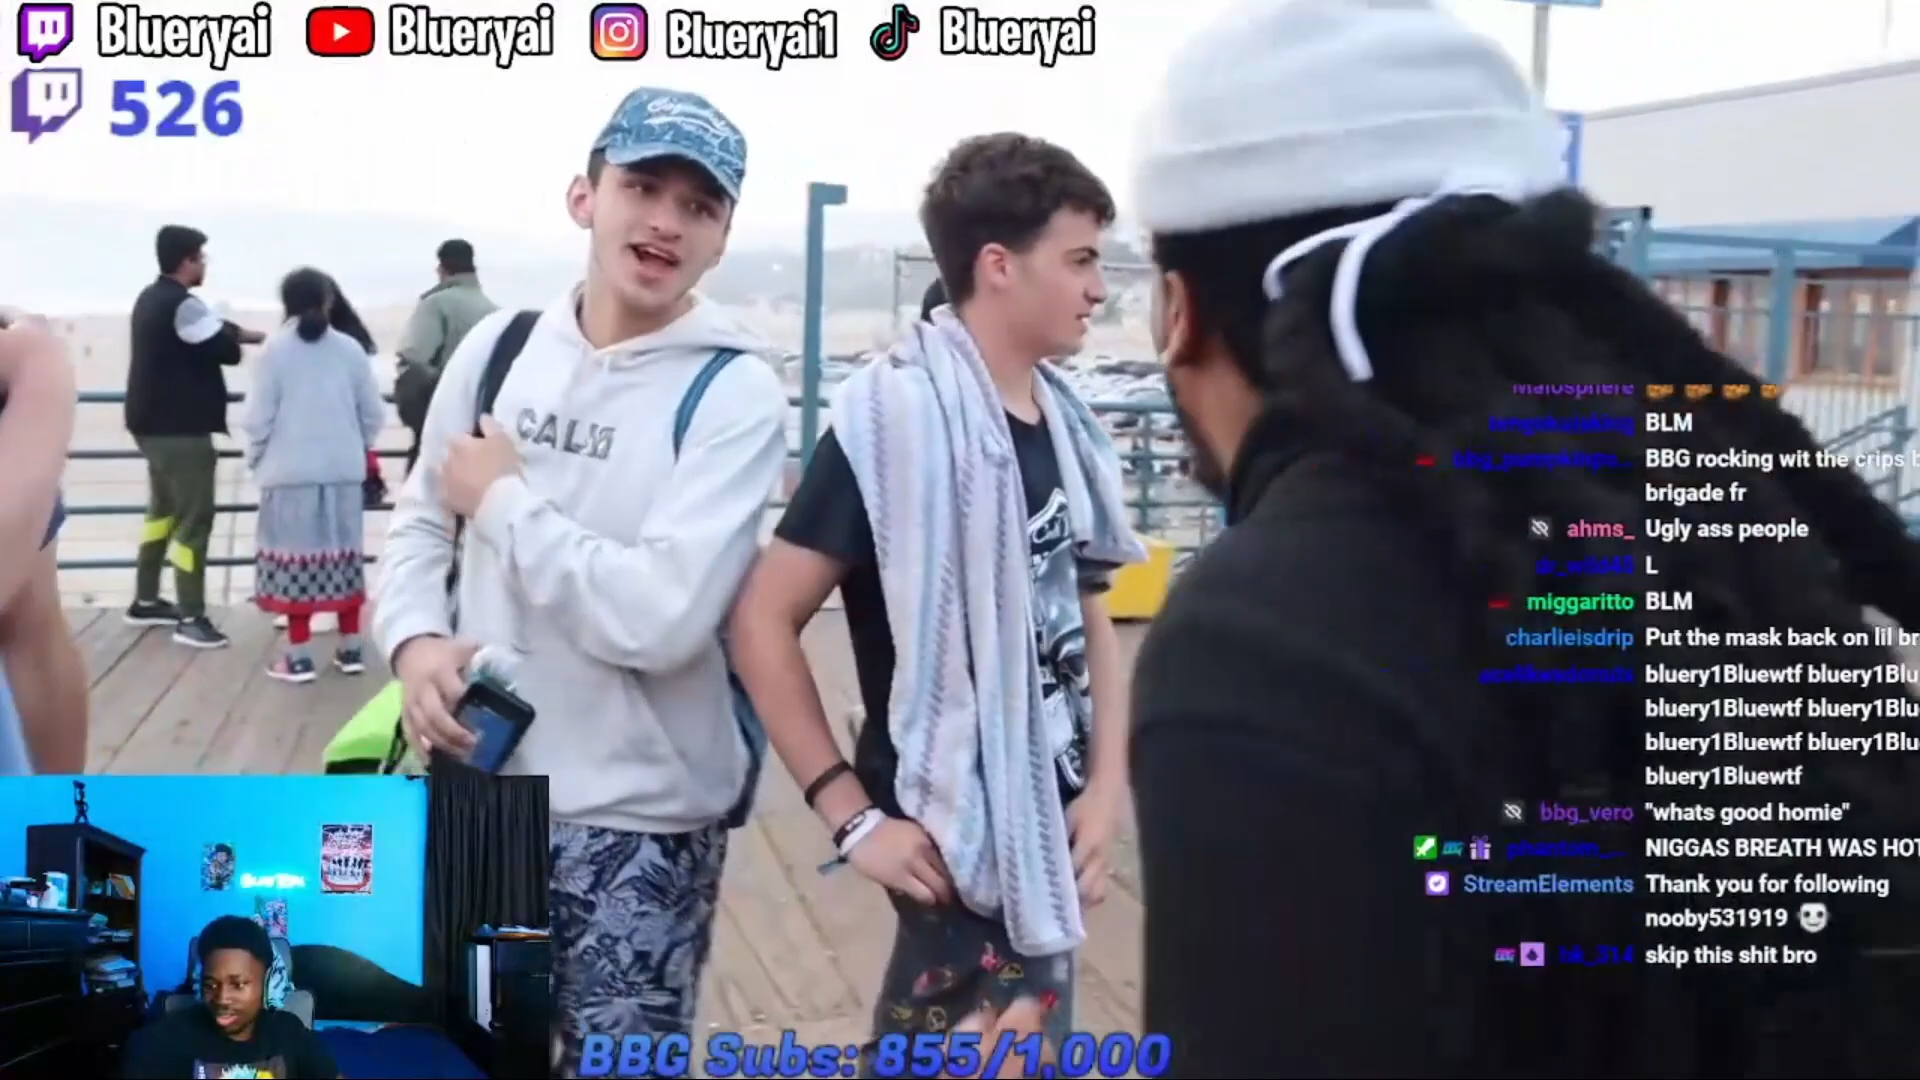 Blueryai Blueryai Blueryai1 Blueryai
526
CALI
Malosphere
BLM
BBG rocking wit the crips b
brigade fr
ahms_ Ugly ass people
L
miggaritto BLM
charlieisdrip Put the mask back on lil br
bluery1Bluewtf bluery1Blu
bluery1Bluewtf bluery1Blu
bluery1Bluewtf bluery1Blu
bluery1Bluewtf
bbg_vero "whats good homie"
phantom_... NIGGAS BREATH WAS HOT
StreamElements Thank you for following
nooby531919
hk_314 skip this shit bro
BBG Subs: 855/1,000